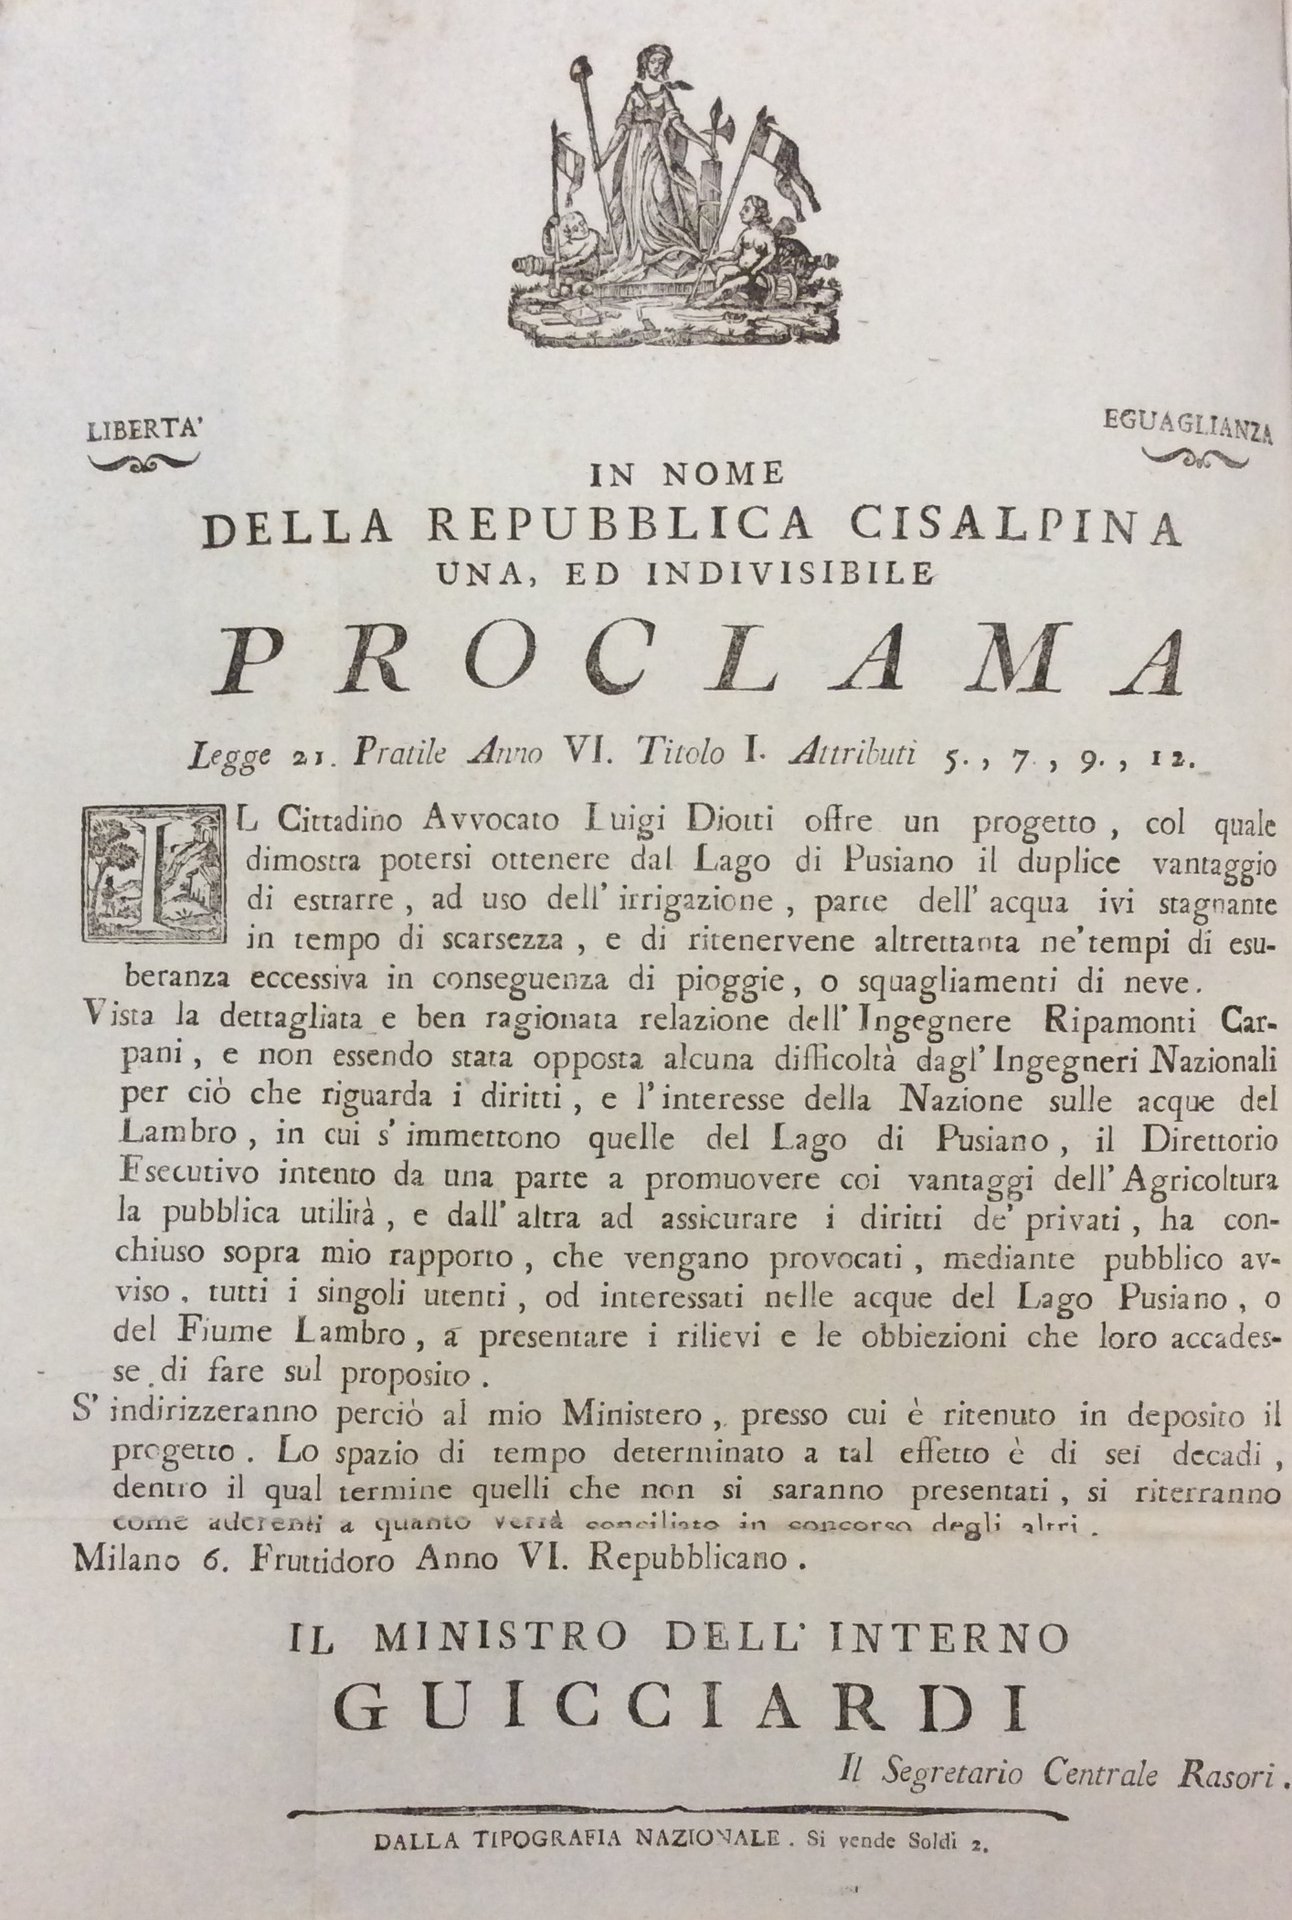 LIBERTA'
EGUAGLIANZA
IN NOME
DELLA REPUBBLICA CISALPINA
UNA, ED INDIVISIBILE
PROCLAMA
Legge 21. Pratile Anno VI. Titolo I. Attributi 5., 7, 9., 12.
IL Cittadino Avvocato Luigi Diotti offre un progetto, col quale
dimostra potersi ottenere dal Lago di Pusiano il duplice vantaggio
di estrarre, ad uso dell' irrigazione, parte dell' acqua ivi stagnante
in tempo di scarsezza, e di ritenervene altrettanta ne' tempi di esu-
beranza eccessiva in conseguenza di pioggie, o squagliamenti di neve.
Vista la dettagliata e ben ragionata relazione dell' Ingegnere Ripamonti Car-
pani, e non essendo stata opposta alcuna difficoltà dagl' Ingegneri Nazionali
per ciò che riguarda i diritti, e l'interesse della Nazione sulle acque del
Lambro, in cui s' immettono quelle del Lago di Pusiano, il Direttorio
Esecutivo intento da una parte a promuovere coi vantaggi dell' Agricoltura
la pubblica utilità, e dall' altra ad assicurare i diritti de' privati, ha con-
chiuso sopra mio rapporto, che vengano provocati, mediante pubblico av-
viso, tutti i singoli utenti, od interessati nelle acque del Lago Pusiano, o
del Fiume Lambro, a presentare i rilievi e le obbiezioni che loro accades-
se di fare sul proposito.
S' indirizzeranno perciò al mio Ministero, presso cui è ritenuto in deposito il
progetto. Lo spazio di tempo determinato a tal effetto è di sei decadi,
dentro il qual termine quelli che non si saranno presentati, si riterranno
come aderenti a quanto verrà conciliato in concorso degli altri.
Milano 6. Fruttidoro Anno VI. Repubblicano.
IL MINISTRO DELL' INTERNO
GUICCIARDI
Il Segretario Centrale Rasori.
DALLA TIPOGRAFIA NAZIONALE. Si vende Soldi 2.